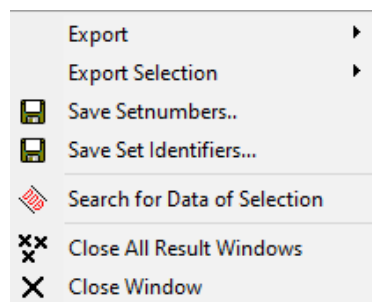 Export
Export Selection
Save Setnumbers..
Save Set Identifiers...
DDB
Search for Data of Selection
Close All Result Windows
Close Window